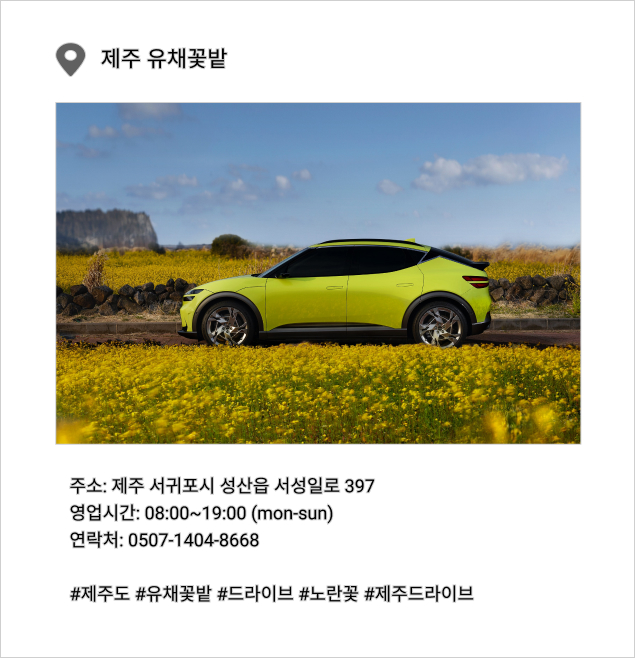 제주 유채꽃밭
주소: 제주 서귀포시 성산읍 서성일로 397
영업시간: 08:00~19:00 (mon-sun)
연락처: 0507-1404-8668
#제주도 #유채꽃밭 #드라이브 #노란꽃 #제주드라이브